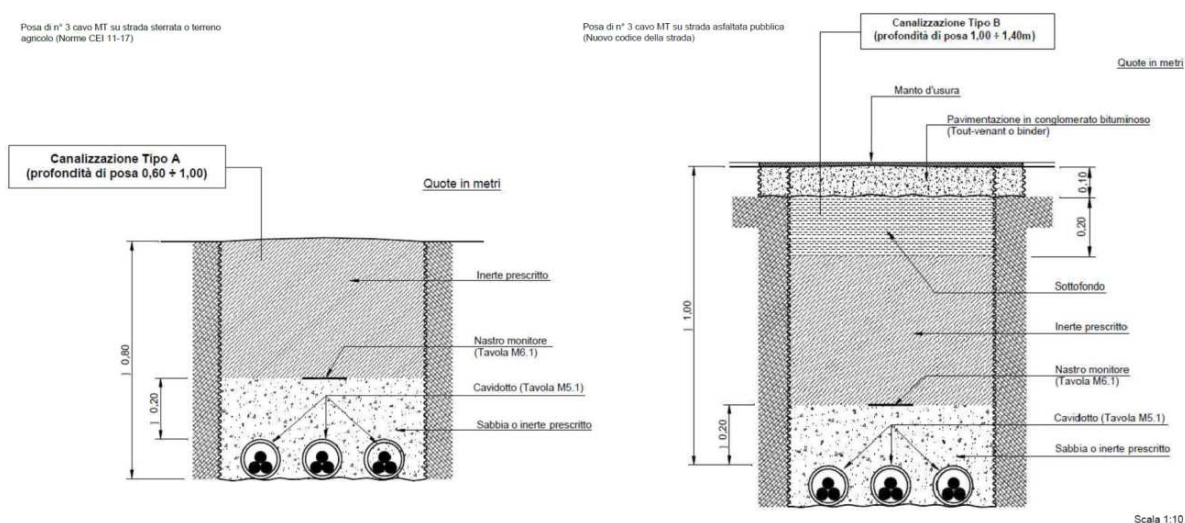 Posa di n° 3 cavo MT su strada sterrata o terreno
agricolo (Norme CEI 11-17)
Canalizzazione Tipo A
(profondità di posa 0,60 ÷ 1,00)
Quote in metri
Inerte prescritto
Nastro monitore
(Tavola M6.1)
Cavidotto (Tavola M5.1)
Sabbia o inerte prescritto
| 0,80
| 0,20
Posa di n° 3 cavo MT su strada asfaltata pubblica
(Nuovo codice della strada)
Canalizzazione Tipo B
(profondità di posa 1,00 ÷ 1,40m)
Quote in metri
Manto d'usura
Pavimentazione in conglomerato bituminoso
(Tout-venant o binder)
0,10
0,20
Sottofondo
| 1,00
Inerte prescritto
Nastro monitore
(Tavola M6.1)
| 0,20
Cavidotto (Tavola M5.1)
Sabbia o inerte prescritto
Scala 1:10